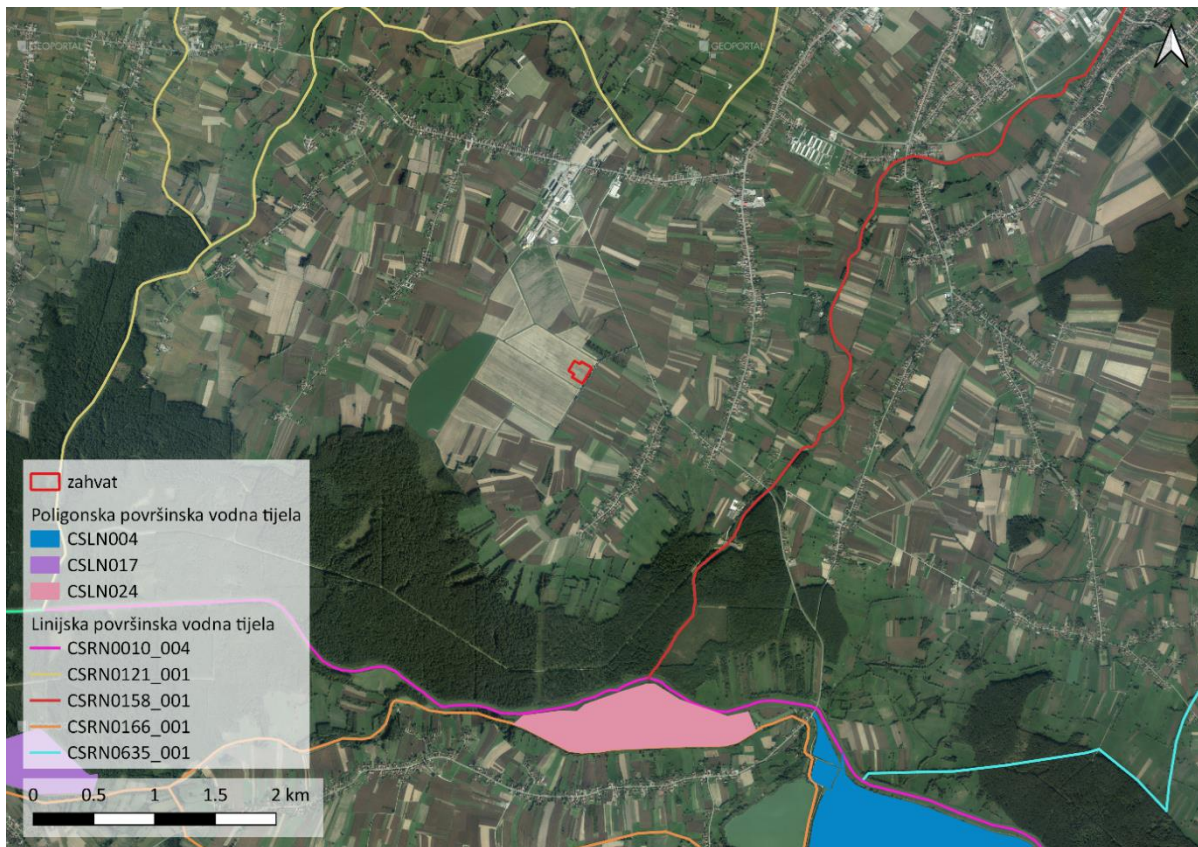 GEOPORTAL
GEOPORTAL
zahvat
Poligonska površinska vodna tijela
CSLN004
CSLN017
CSLN024
Linijska površinska vodna tijela
CSRN0010_004
CSRN0121_001
CSRN0158_001
CSRN0166_001
CSRN0635_001
0 0.5 1 1.5 2 km